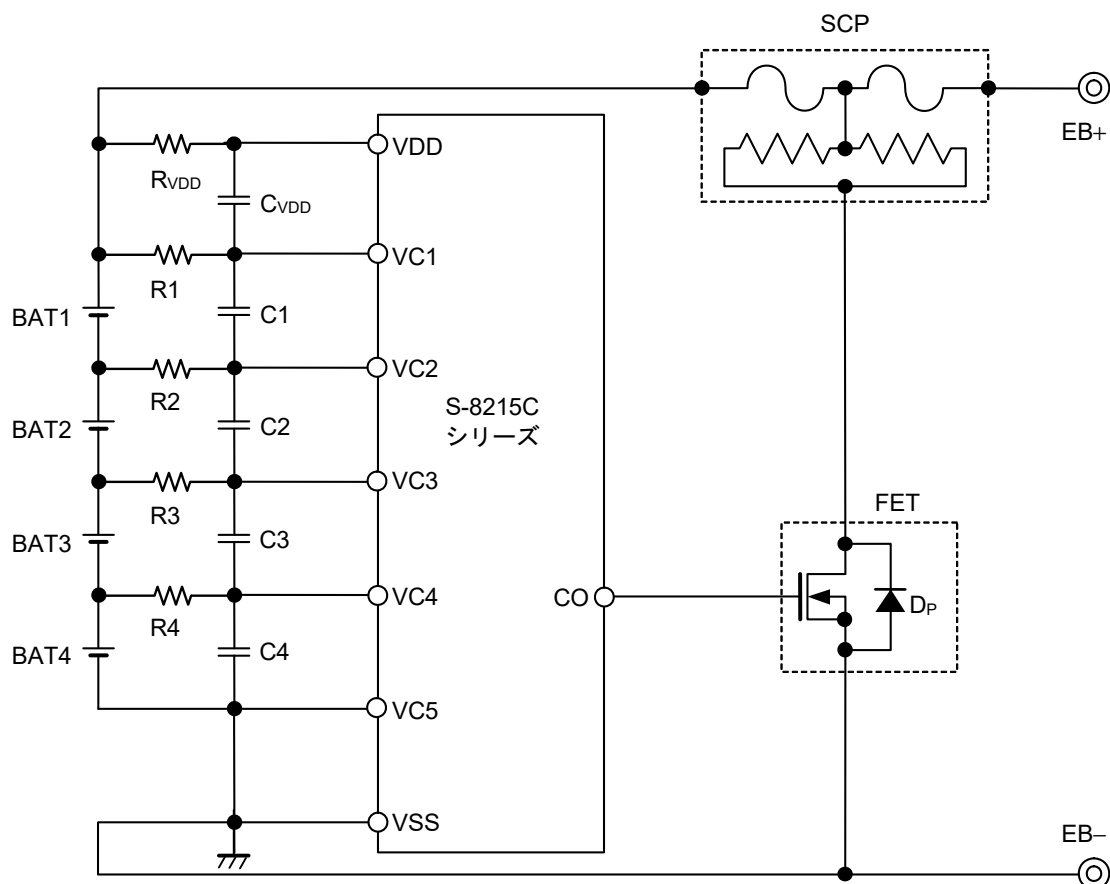 SCP
EB+
VDD
RVDD
CVDD
VC1
R1
BAT1
C1
VC2
R2
S-8215C
シリーズ
BAT2
C2
VC3
R3
FET
BAT3
C3
VC4
CO
DP
R4
BAT4
C4
VC5
VSS
EB−